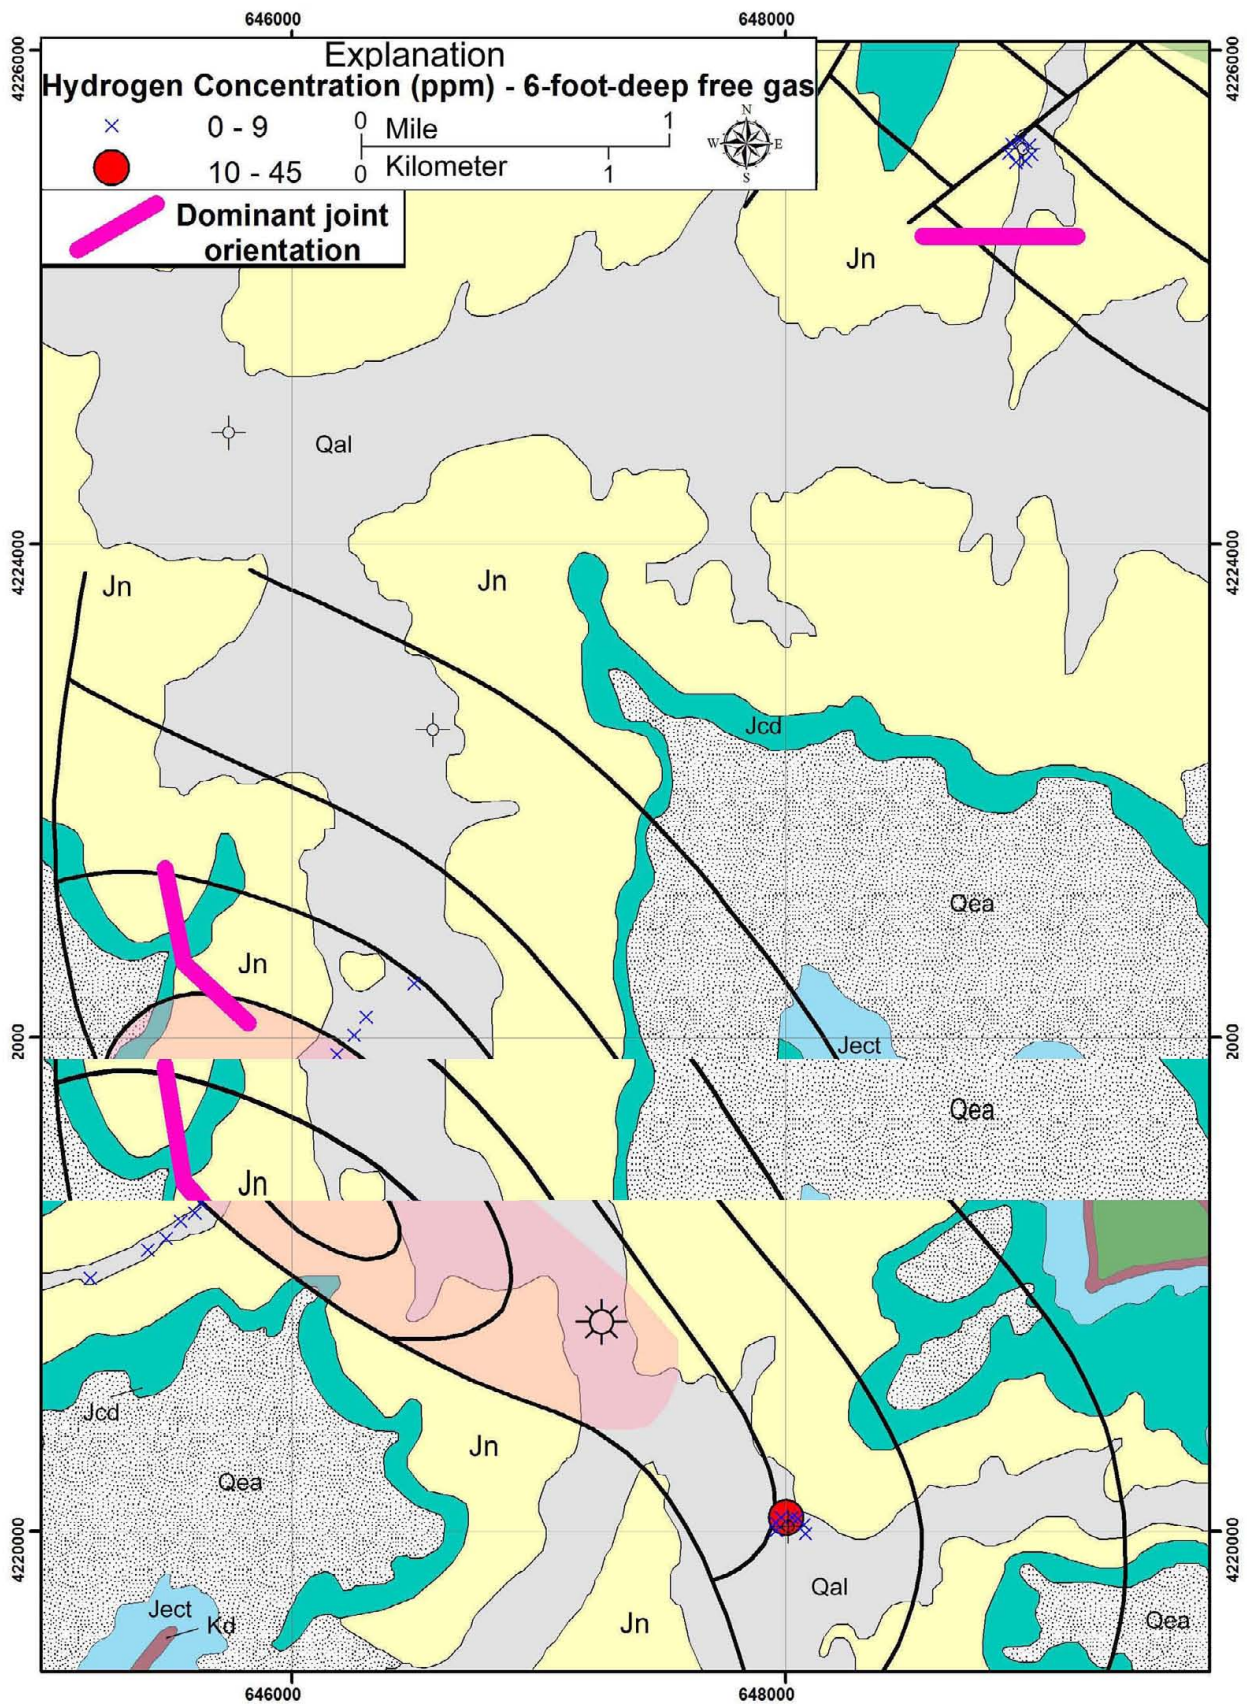 646000 648000
4226000 4226000
Explanation
Hydrogen Concentration (ppm) - 6-foot-deep free gas
0 - 9
10 - 45
0 Mile 1
Kilometer
0 1
N
W E
S
Dominant joint
orientation
Jn
Qal
4224000 4224000
Jn
Jn
Jcd
Qea
Jn
2000 2000
Ject
Qea
Jn
Jcd
Jn
Qea
4220000 4220000
Qal
Ject
Kd
Jn
Qea
646000 648000